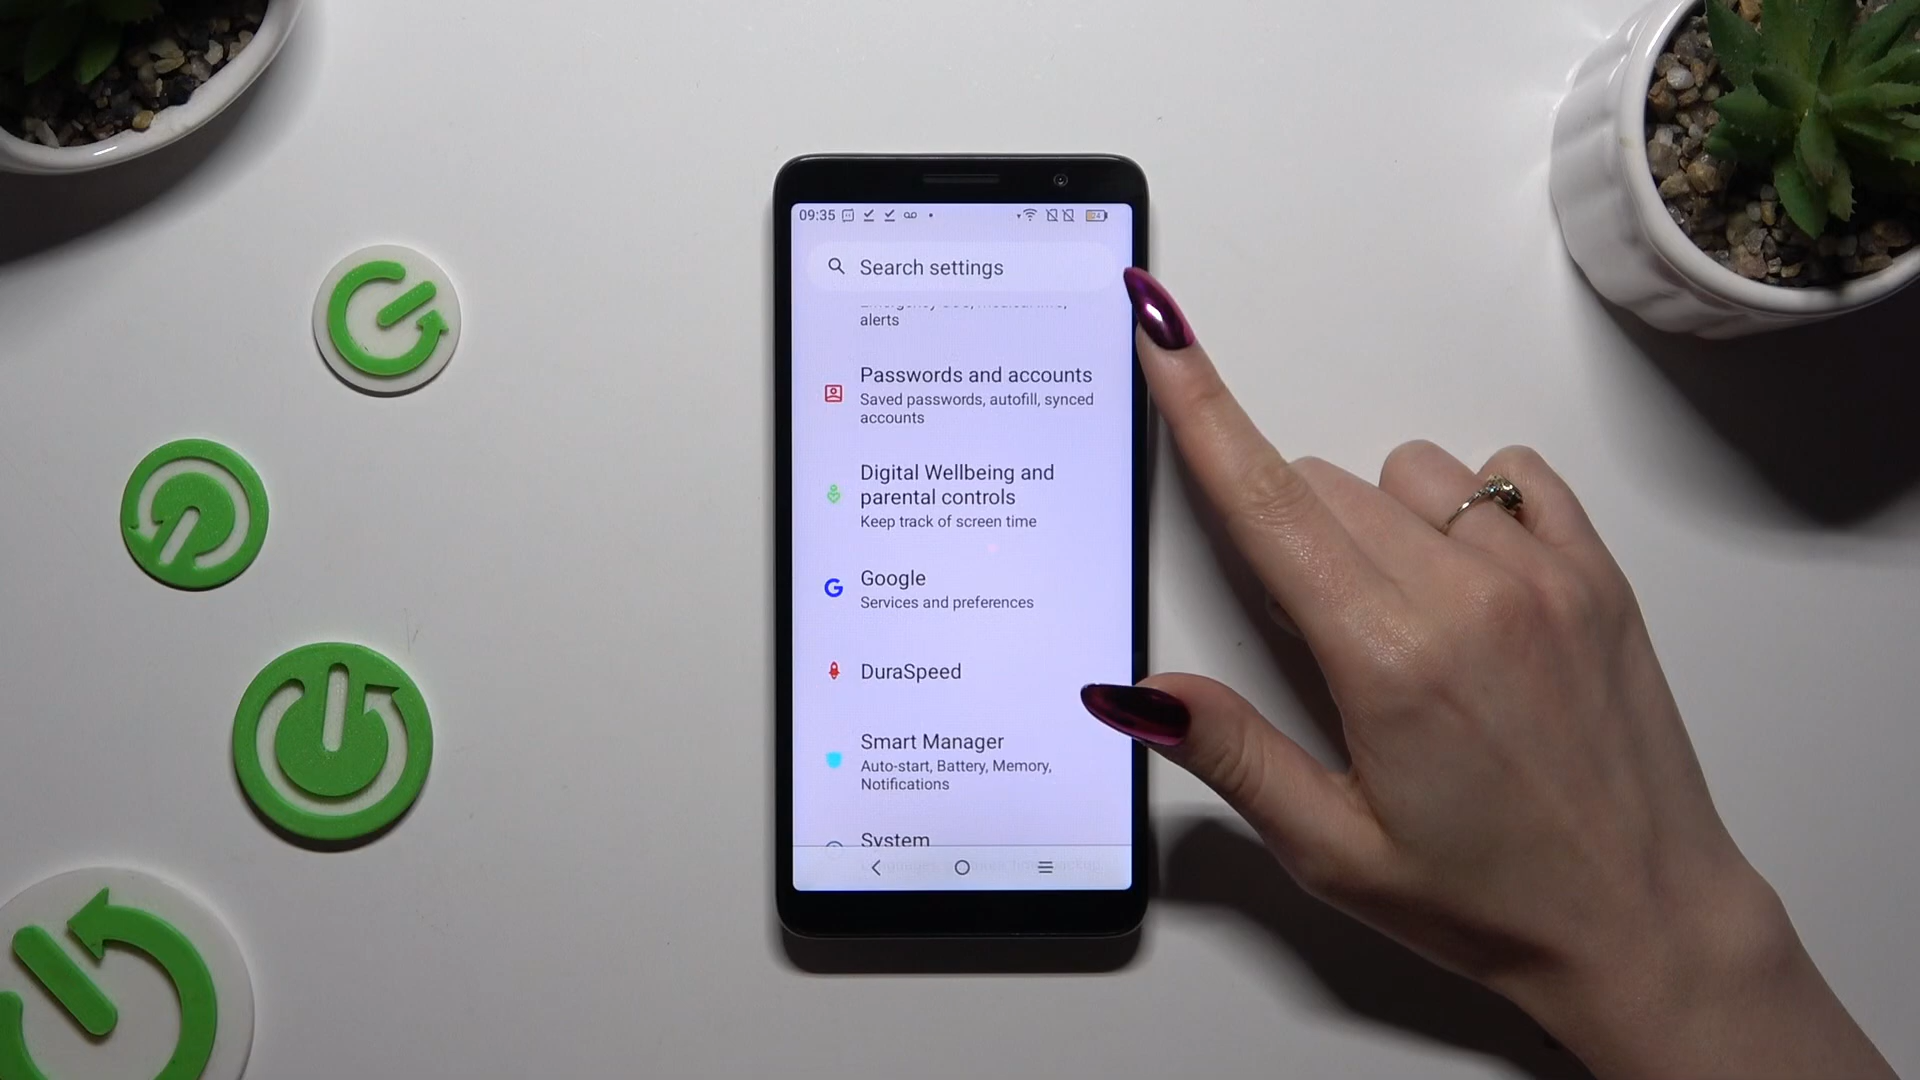 09:35
24
Search settings
alerts
Passwords and accounts
Saved passwords, autofill, synced
accounts
Digital Wellbeing and
parental controls
Keep track of screen time
Google
Services and preferences
DuraSpeed
Smart Manager
Auto-start, Battery, Memory,
Notifications
System